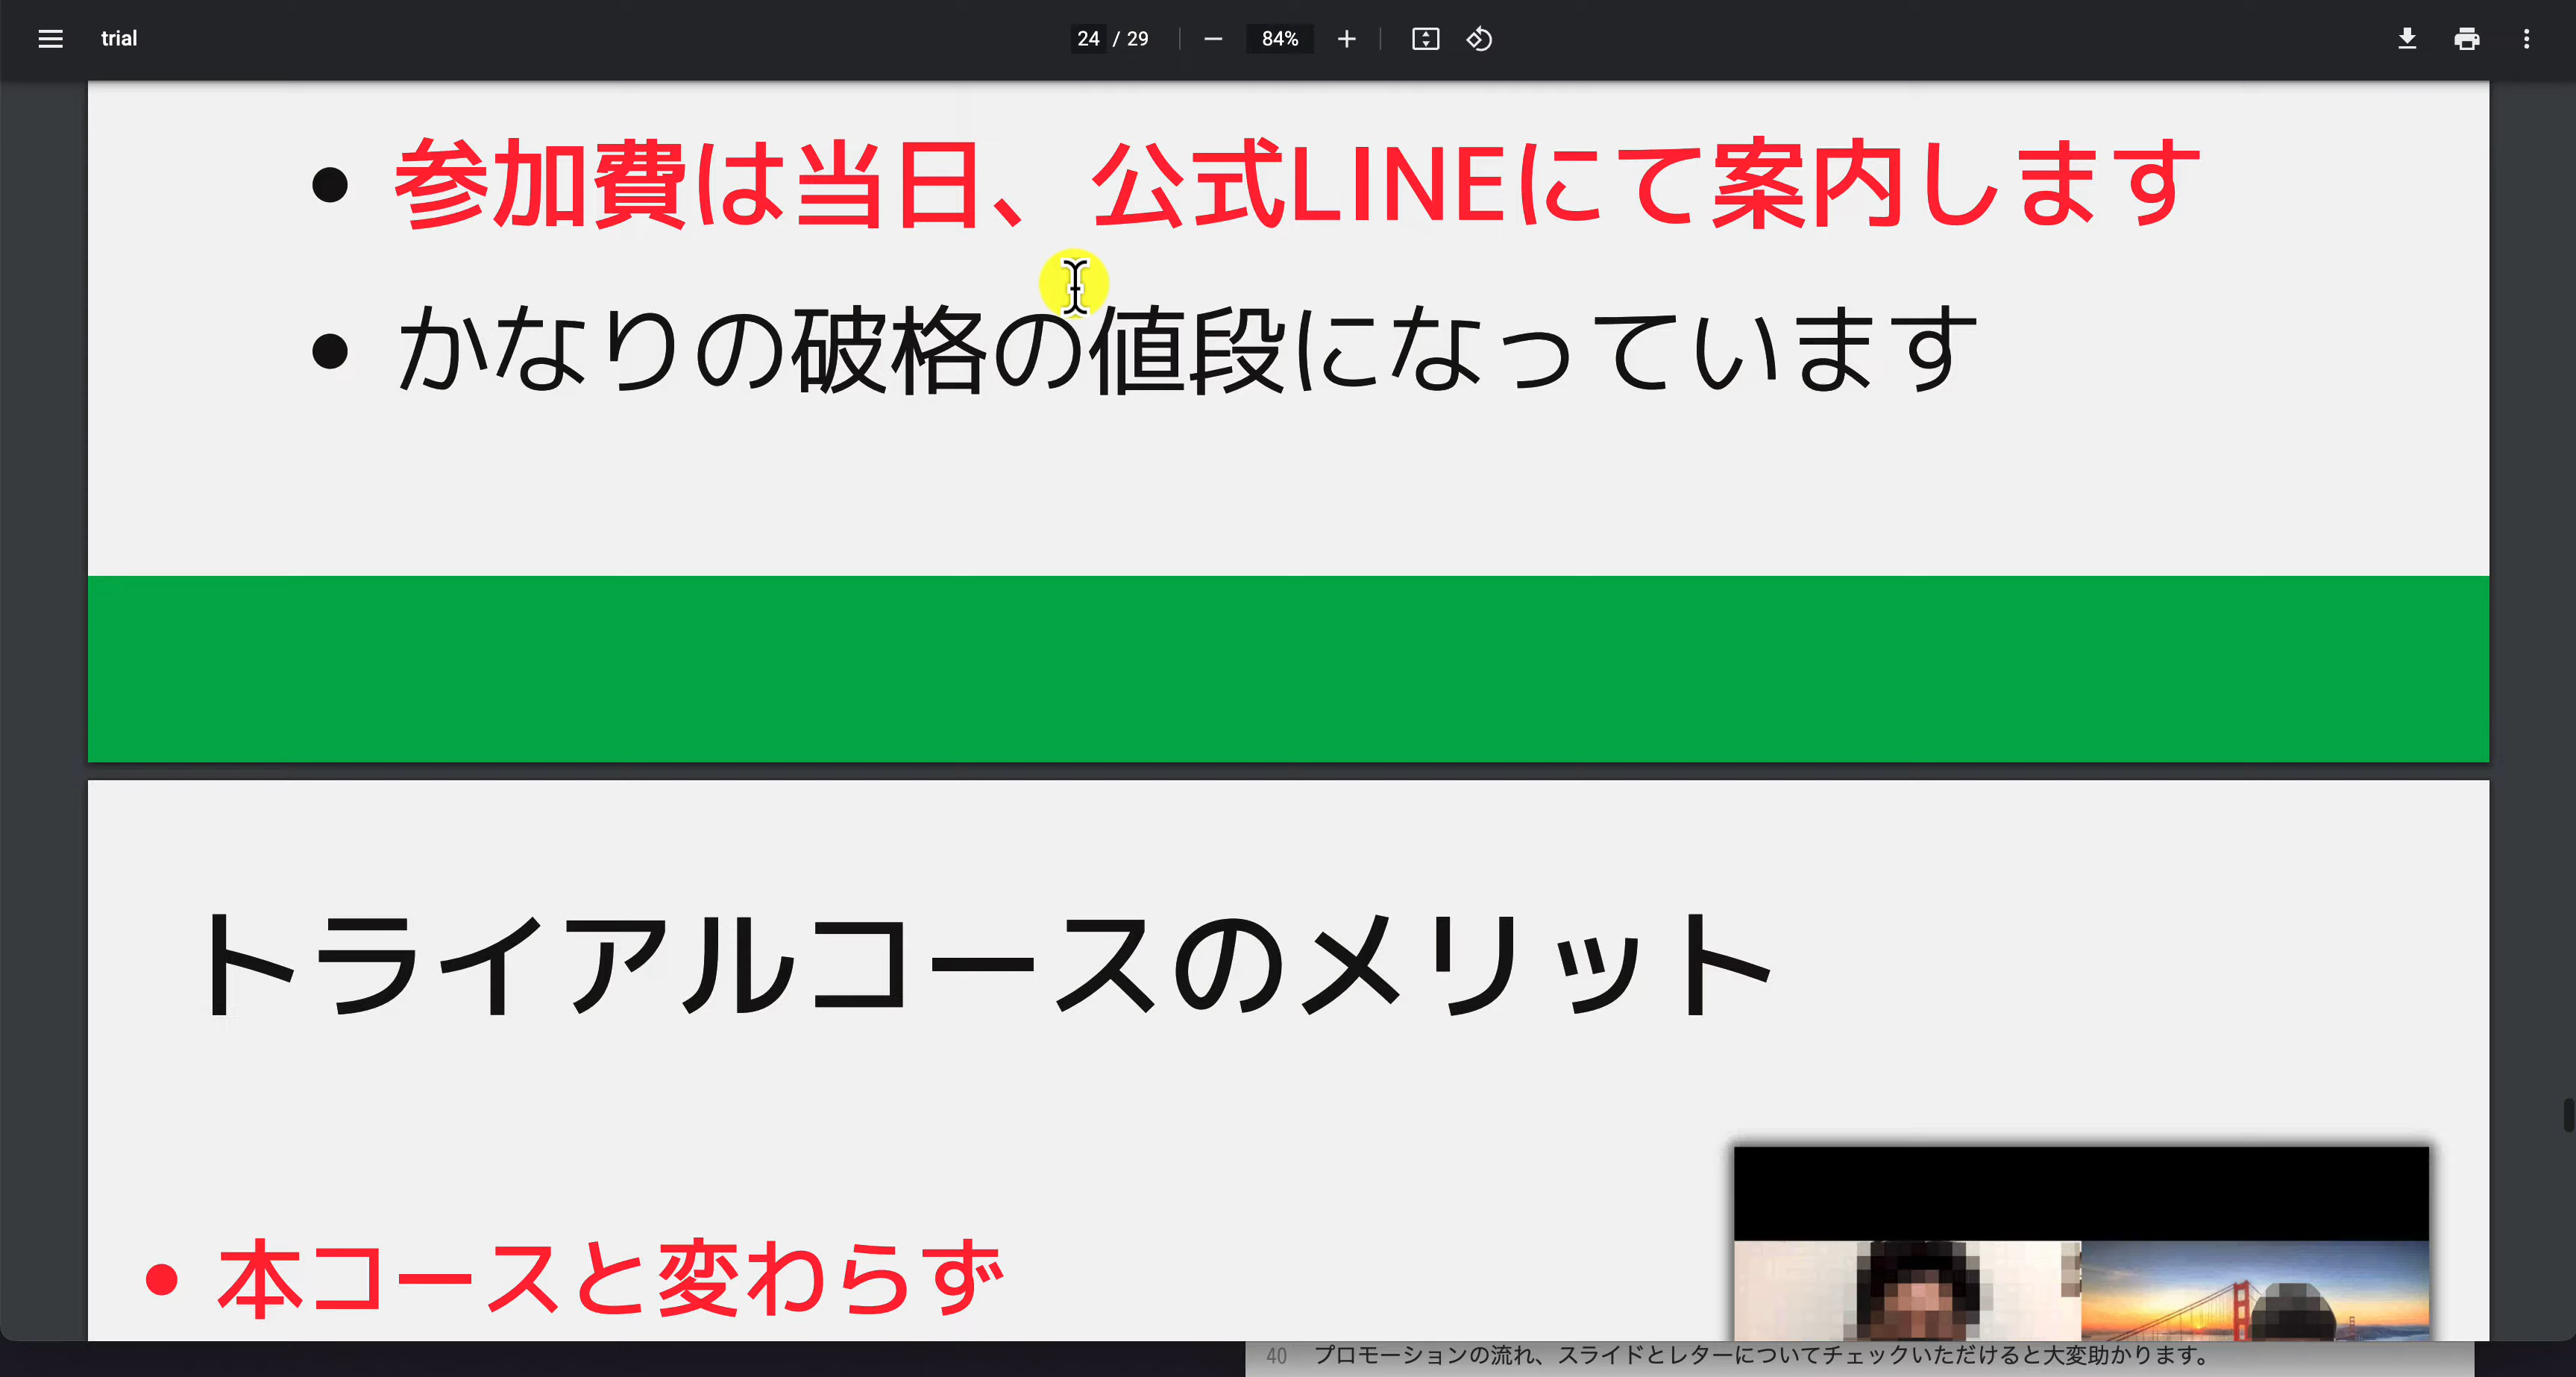 trial
24 / 29
84%
• 参加費は当日、公式LINEにて案内します
• かなりの破格の値段になっています
トライアルコースのメリット
• 本コースと変わらず
40 プロモーションの流れ、スライドとレターについてチェックいただけると大変助かります。